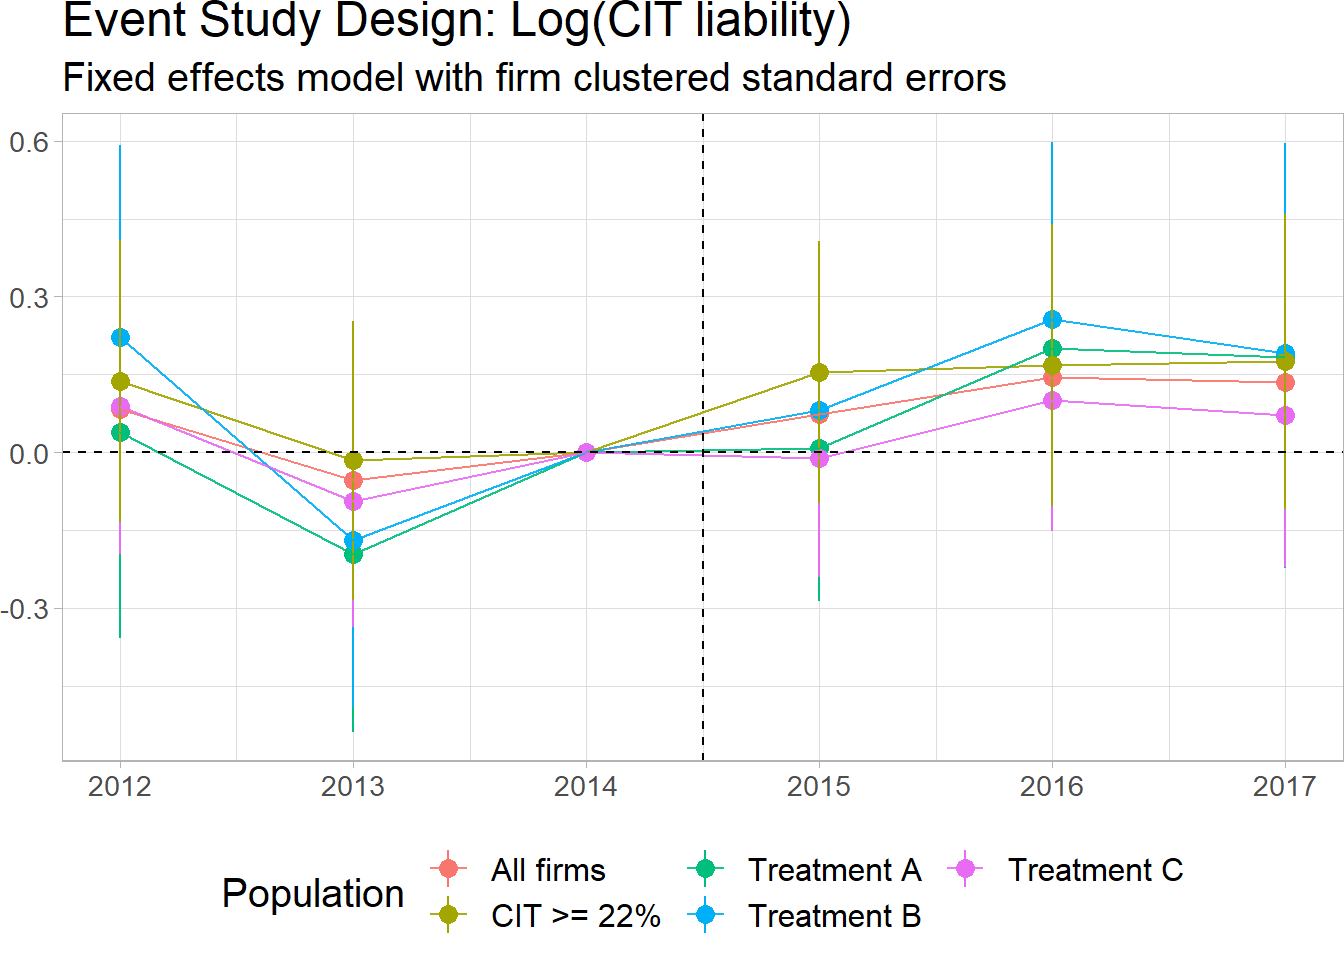 Event Study Design: Log(CIT liability)
Fixed effects model with firm clustered standard errors
0.6
0.3
0.0
-0.3
2012 2013 2014 2015 2016 2017
Population
All firms
Treatment A
Treatment C
CIT >= 22%
Treatment B